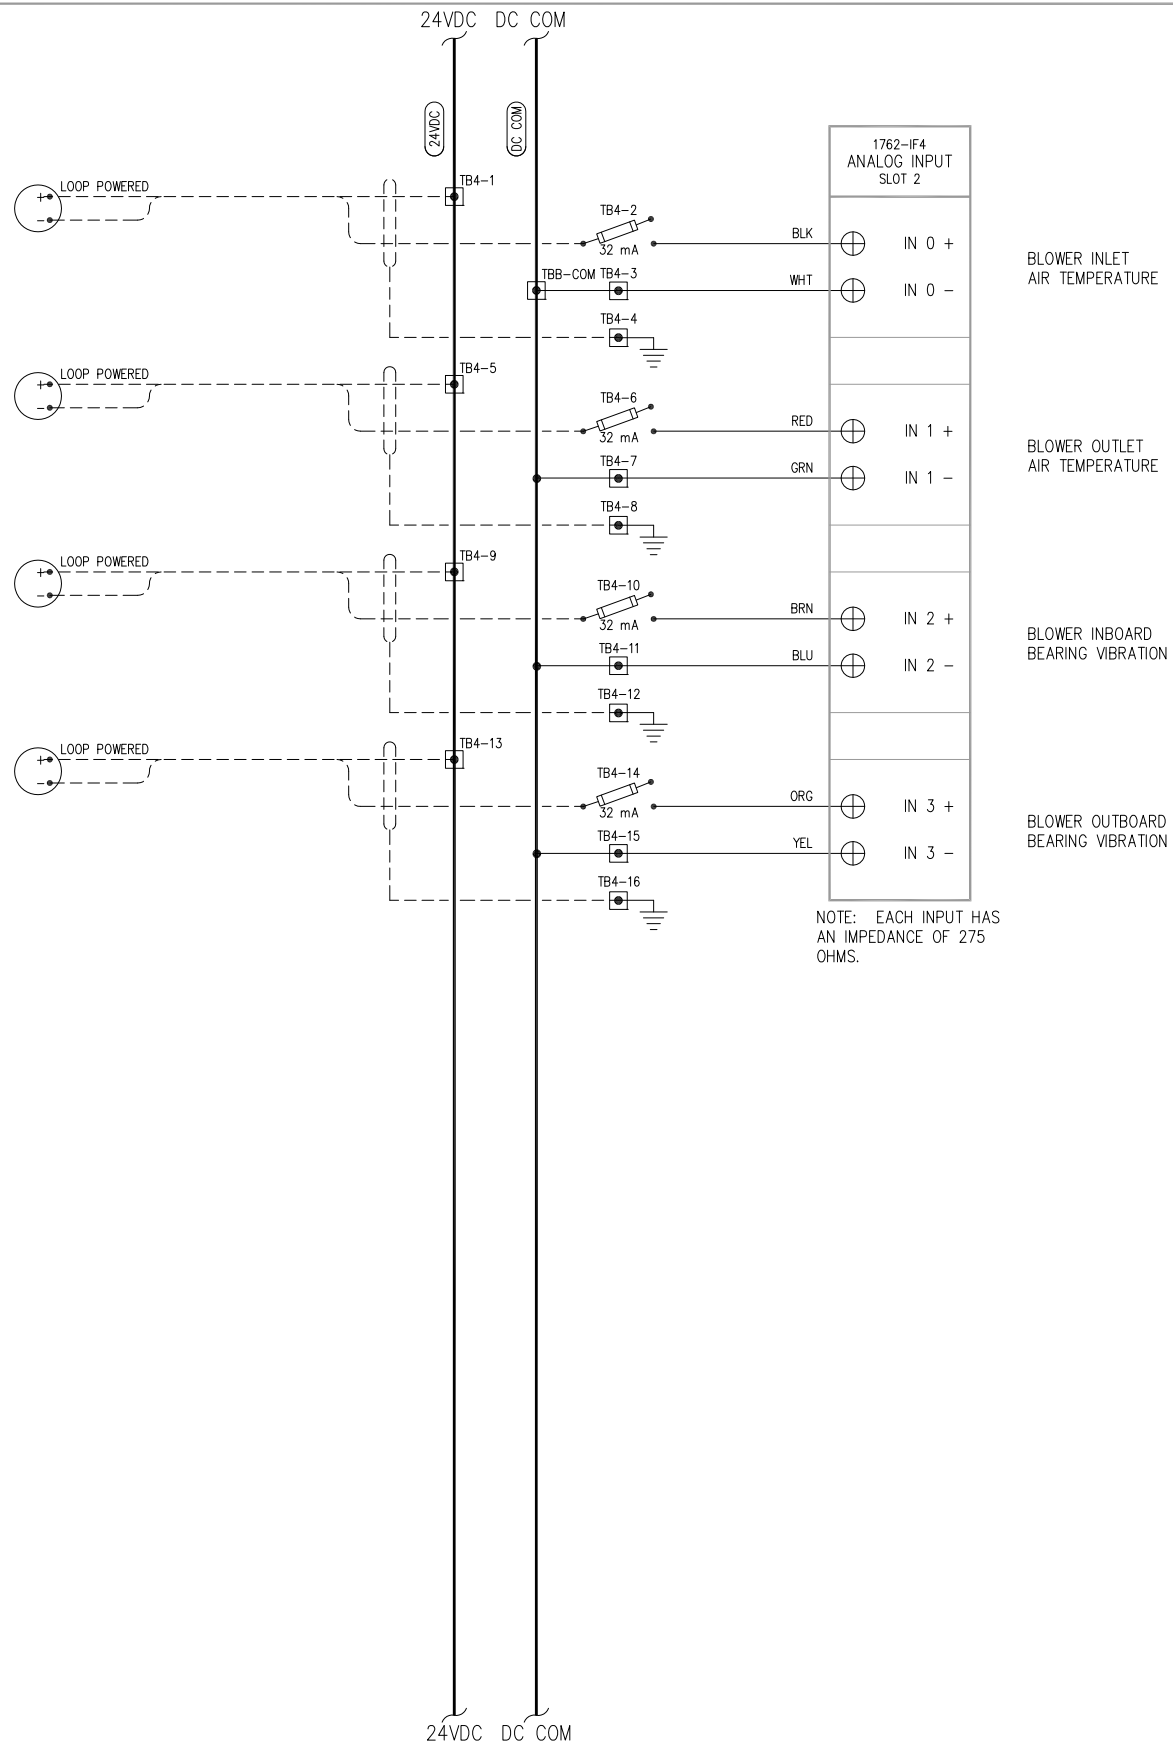 24VDC DC COM
24VDC
DC COM
1762-IF4
ANALOG INPUT
SLOT 2
LOOP POWERED
+
-
TB4-1
TB4-2
32 mA
BLK
IN 0 +
TBB-COM TB4-3
WHT
IN 0 -
BLOWER INLET
AIR TEMPERATURE
TB4-4
LOOP POWERED
+
-
TB4-5
TB4-6
32 mA
RED
IN 1 +
TB4-7
GRN
IN 1 -
BLOWER OUTLET
AIR TEMPERATURE
TB4-8
LOOP POWERED
+
-
TB4-9
TB4-10
32 mA
BRN
IN 2 +
TB4-11
BLU
IN 2 -
BLOWER INBOARD
BEARING VIBRATION
TB4-12
LOOP POWERED
+
-
TB4-13
TB4-14
32 mA
ORG
IN 3 +
TB4-15
YEL
IN 3 -
BLOWER OUTBOARD
BEARING VIBRATION
TB4-16
NOTE: EACH INPUT HAS
AN IMPEDANCE OF 275
OHMS.
24VDC DC COM